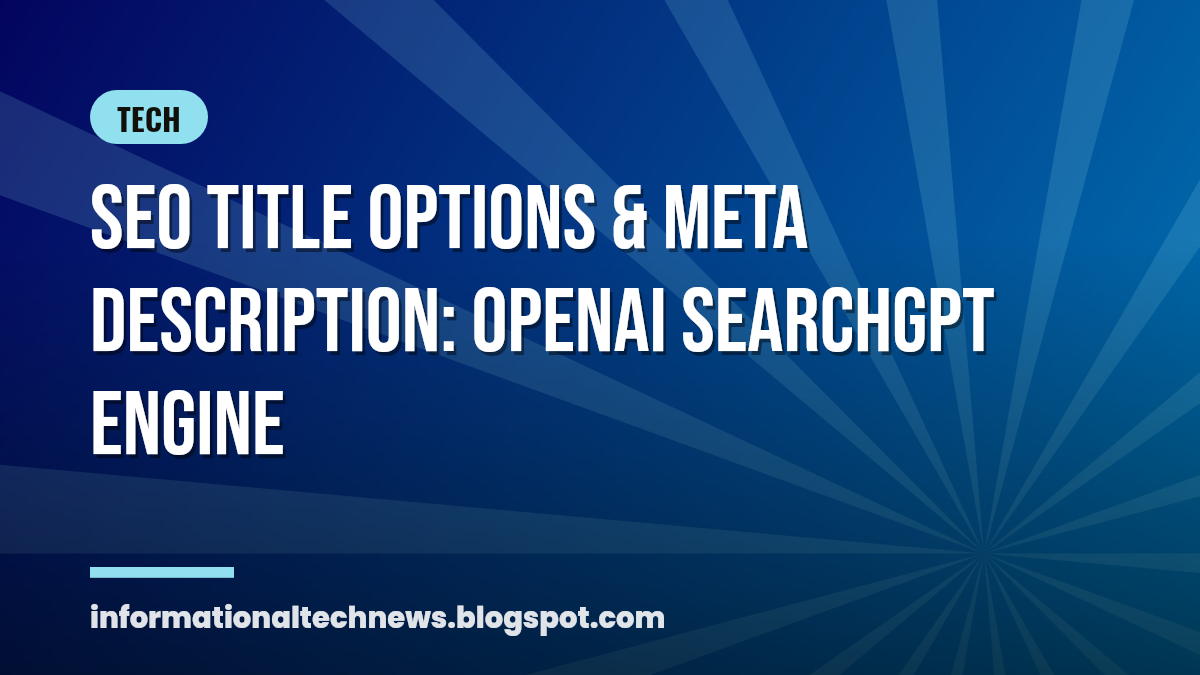 TECH
SEO TITLE OPTIONS & META
DESCRIPTION: OPENAI SEARCHGPT
ENGINE
informationaltechnews.blogspot.com